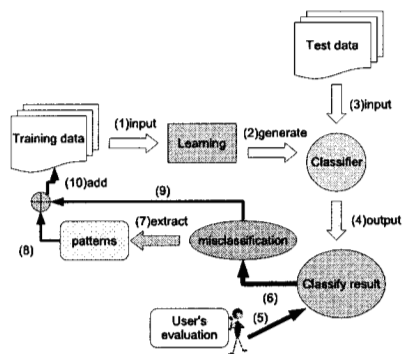 Test data
(3)input
(1)input
Training data
Learning
(2)generate
Classifier
(10)add
(9)
(4)output
(7)extract
(8)
patterns
misclassification
Classify result
(6)
User's
evaluation
(5)